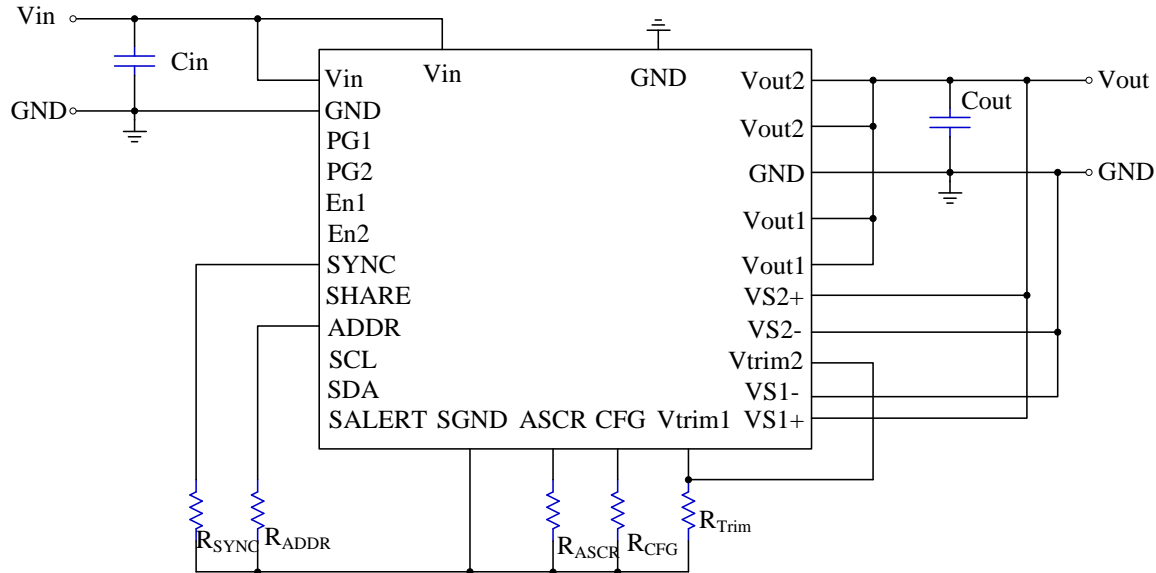 Vin
Cin
GND
Vin
GND
Vin
GND
PG1
PG2
En1
En2
SYNC
SHARE
ADDR
SCL
SDA
SALERT SGND ASCR CFG Vtrim1 VS1+
Vout2
Vout2
GND
Vout1
Vout1
VS2+
VS2-
Vtrim2
VS1-
Cout
Vout
GND
RSYNC
RADDR
RASCR
RCFG
RTrim